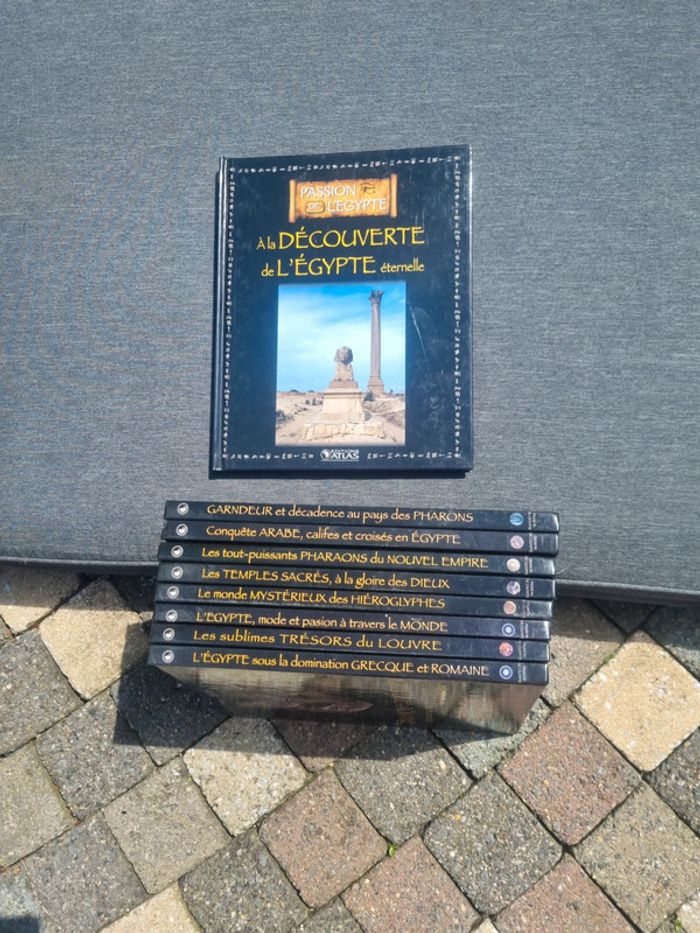 PASSION
DE L'EGYPTE
À la DÉCOUVERTE
de L'ÉGYPTE éternelle
ATLAS
GARNDEUR et décadence au pays des PHARONS
Conquête ARABE, califes et croisés en ÉGYPTE
Les tout-puissants PHARAONS du NOUVEL EMPIRE
Les TEMPLES SACRÉS, à la gloire des DIEUX
Le monde MYSTÉRIEUX des HIÉROGLYPHES
L'EGYPTE, mode et pasion à travers le MONDE
Les sublimes TRÉSORS du LOUVRE
L'ÉGYPTE sous la domination GRECQUE et ROMAINE